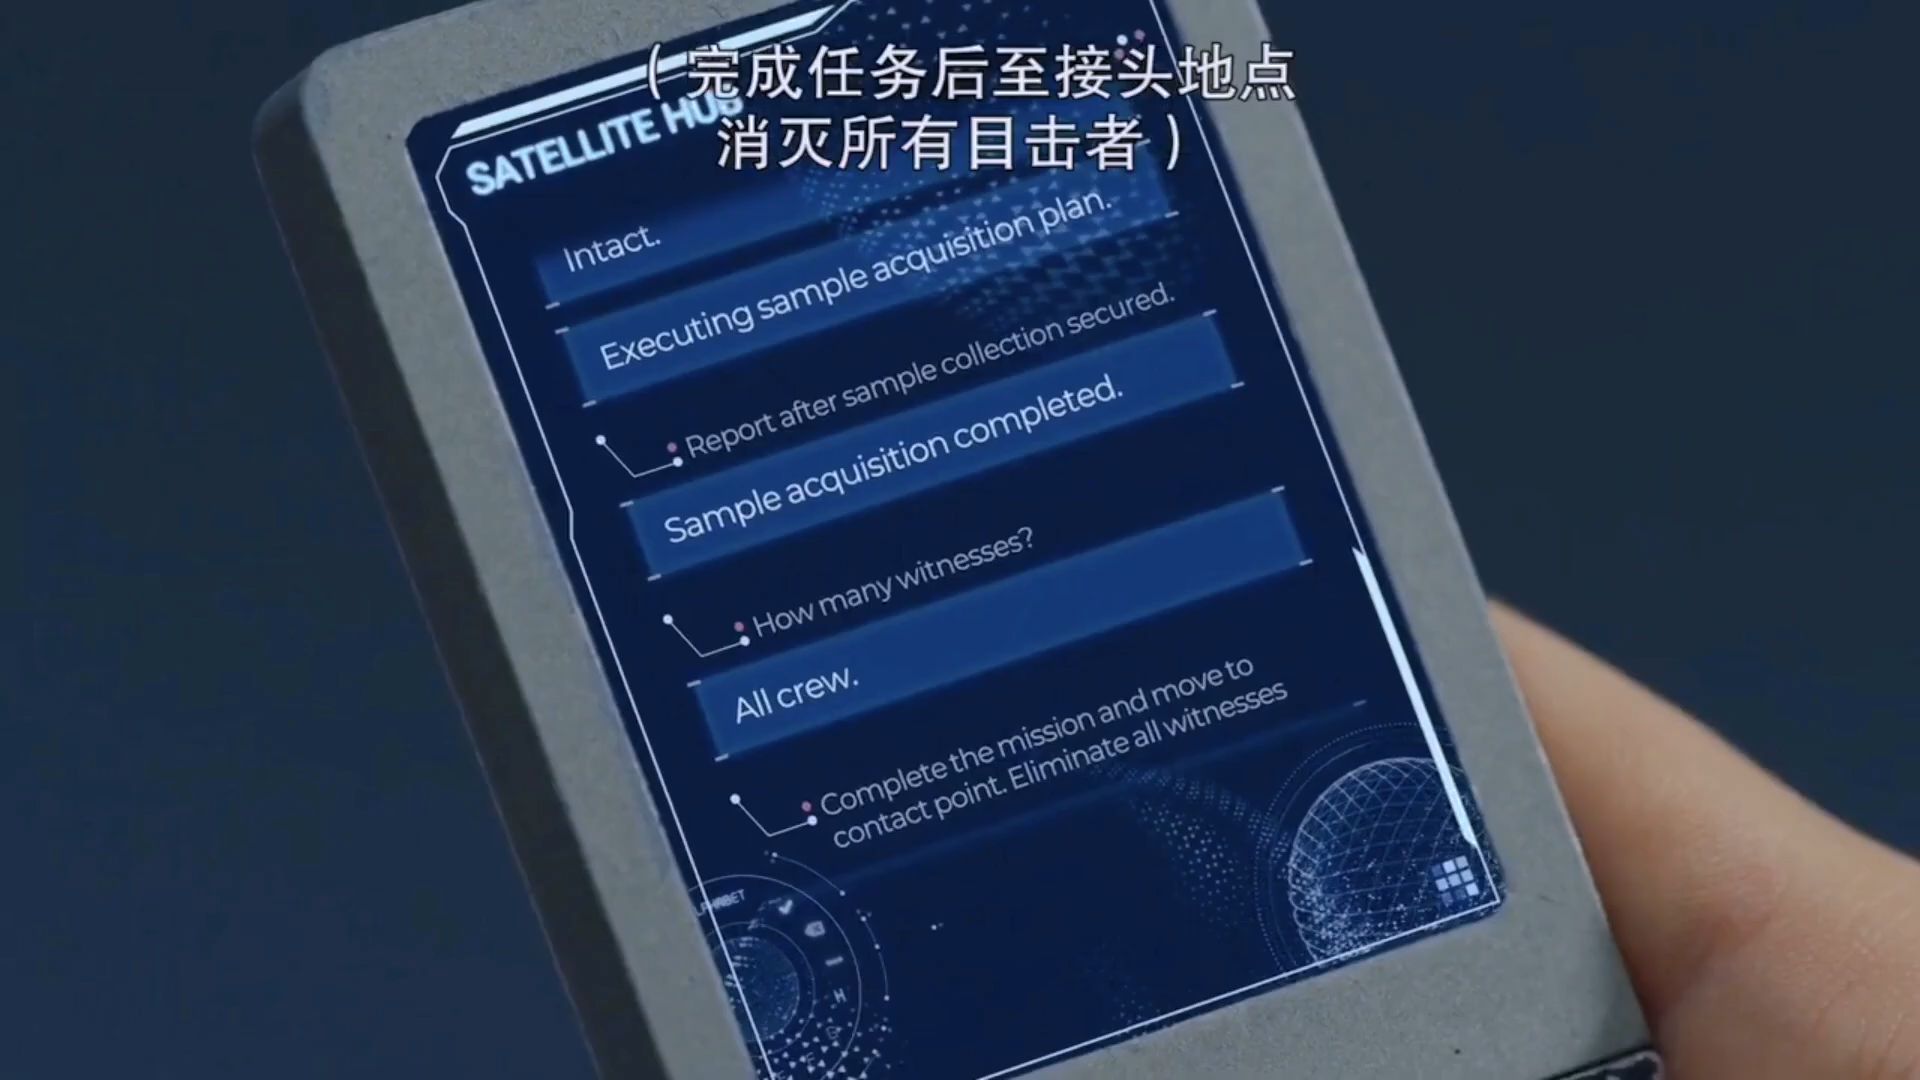 (完成任务后至接头地点
消灭所有目击者)
SATELLITE HUB
Intact.
Executing sample acquisition plan.
Report after sample collection secured.
Sample acquisition completed.
How many witnesses?
All crew.
Complete the mission and move to
contact point. Eliminate all witnesses
H